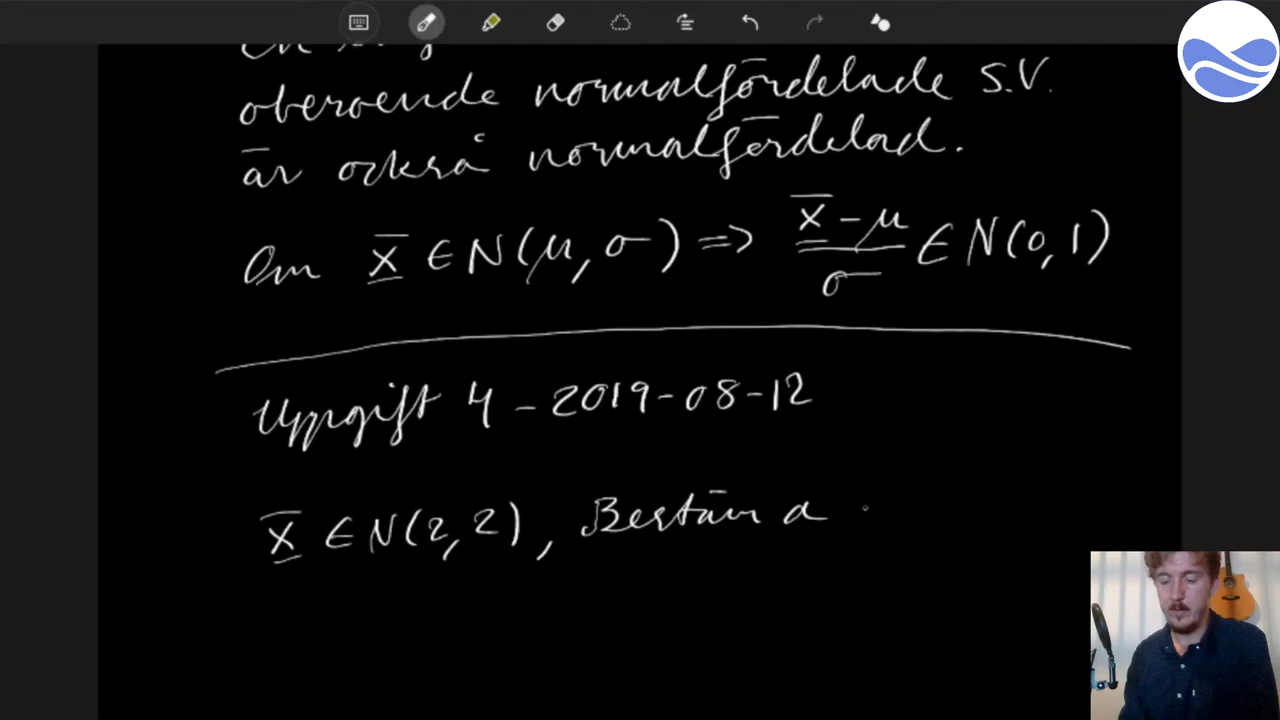 oberoende normalfördelade S.V.
är också normalfördelad.
Om X ∈ N(μ, σ) => (X - μ)/σ ∈ N(0, 1)
Uppgift 4 - 2019-08-12
X ∈ N(2, 2), Bestäm a